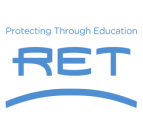 Protecting Through Education
RET